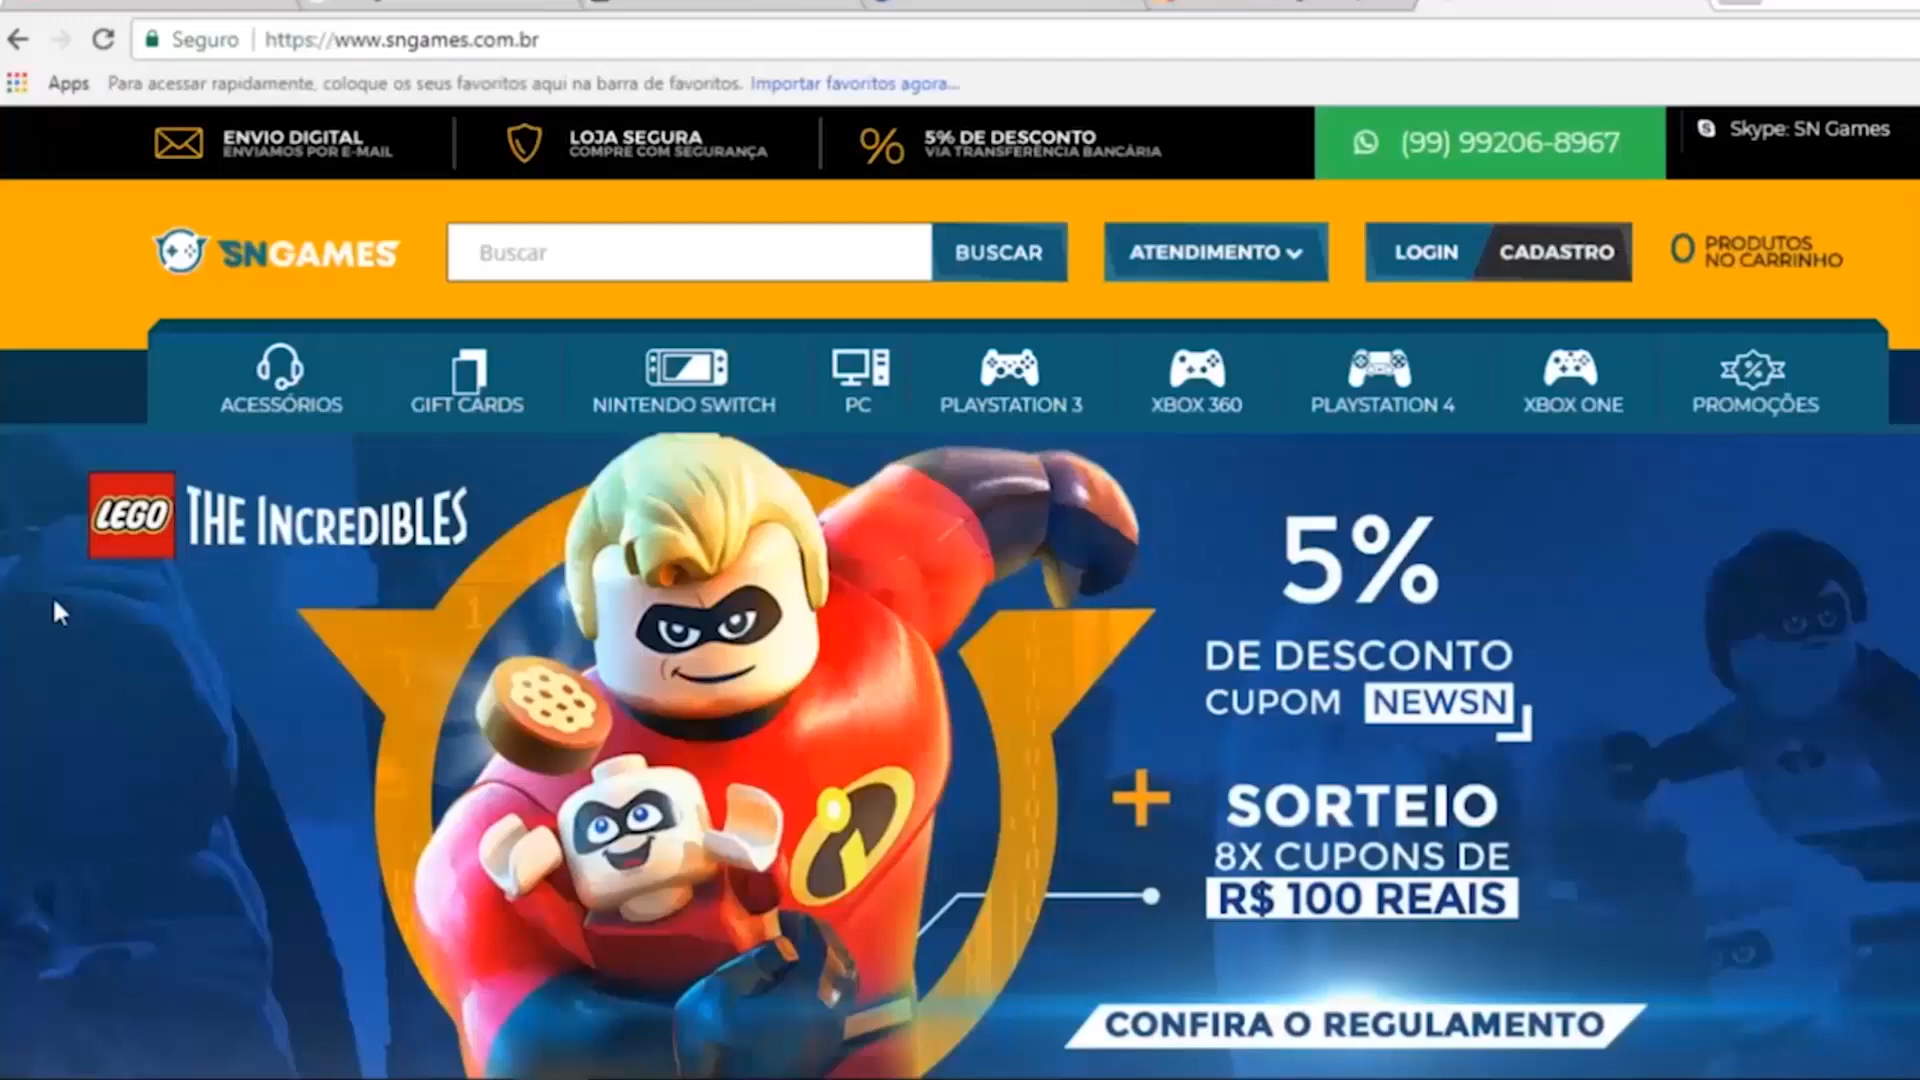 Seguro | https://www.sngames.com.br
Apps Para acessar rapidamente, coloque os seus favoritos aqui na barra de favoritos. Importar favoritos agora...
ENVIO DIGITAL
ENVIAMOS POR E-MAIL
LOJA SEGURA
COMPRE COM SEGURANÇA
% 5% DE DESCONTO
VIA TRANSFERÊNCIA BANCÁRIA
(99) 99206-8967
Skype: SN Games
SNGAMES
Buscar
BUSCAR
ATENDIMENTO
LOGIN
CADASTRO
0 PRODUTOS
NO CARRINHO
ACESSÓRIOS
GIFT CARDS
NINTENDO SWITCH
PC
PLAYSTATION 3
XBOX 360
PLAYSTATION 4
XBOX ONE
PROMOÇÕES
LEGO THE INCREDIBLES
5%
DE DESCONTO
CUPOM NEWSN
+ SORTEIO
8X CUPONS DE
R$ 100 REAIS
CONFIRA O REGULAMENTO